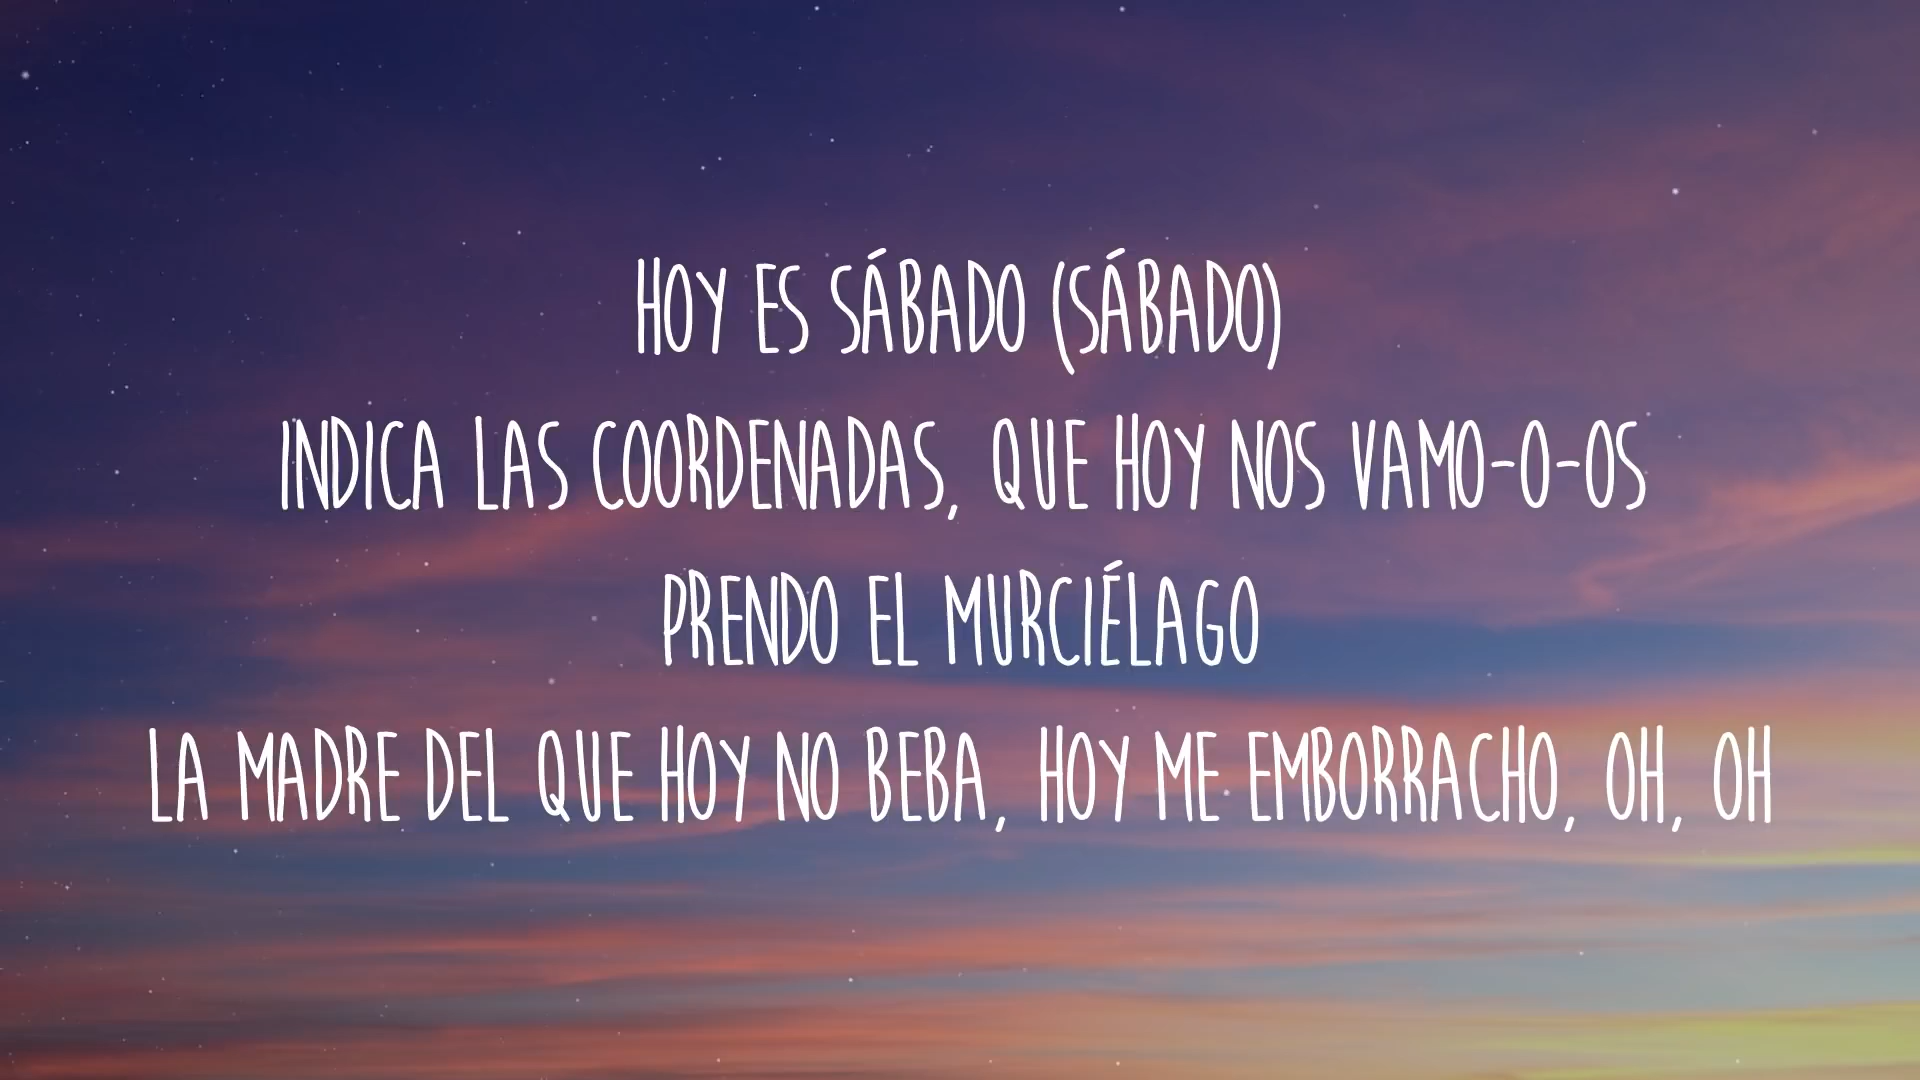 HOY ES SÁBADO (SÁBADO)
INDICA LAS COORDENADAS, QUE HOY NOS VAMO-O-OS
PRENDO EL MURCIÉLAGO
LA MADRE DEL QUE HOY NO BEBA, HOY ME EMBORRACHO, OH, OH